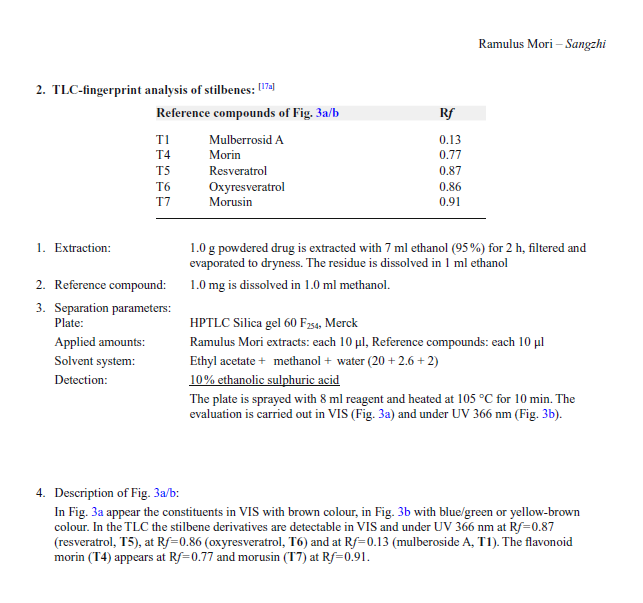 Ramulus Mori – Sangzhi
2. TLC-fingerprint analysis of stilbenes: [17a]
Reference compounds of Fig. 3a/b Rf
T1 Mulberrosid A 0.13
T4 Morin 0.77
T5 Resveratrol 0.87
T6 Oxyresveratrol 0.86
T7 Morusin 0.91
1. Extraction: 1.0 g powdered drug is extracted with 7 ml ethanol (95%) for 2 h, filtered and
evaporated to dryness. The residue is dissolved in 1 ml ethanol
2. Reference compound: 1.0 mg is dissolved in 1.0 ml methanol.
3. Separation parameters:
Plate: HPTLC Silica gel 60 F254, Merck
Applied amounts: Ramulus Mori extracts: each 10 μl, Reference compounds: each 10 μl
Solvent system: Ethyl acetate + methanol + water (20 + 2.6 + 2)
Detection: 10% ethanolic sulphuric acid
The plate is sprayed with 8 ml reagent and heated at 105 °C for 10 min. The
evaluation is carried out in VIS (Fig. 3a) and under UV 366 nm (Fig. 3b).
4. Description of Fig. 3a/b:
In Fig. 3a appear the constituents in VIS with brown colour, in Fig. 3b with blue/green or yellow-brown
colour. In the TLC the stilbene derivatives are detectable in VIS and under UV 366 nm at Rf=0.87
(resveratrol, T5), at Rf=0.86 (oxyresveratrol, T6) and at Rf=0.13 (mulberoside A, T1). The flavonoid
morin (T4) appears at Rf=0.77 and morusin (T7) at Rf=0.91.